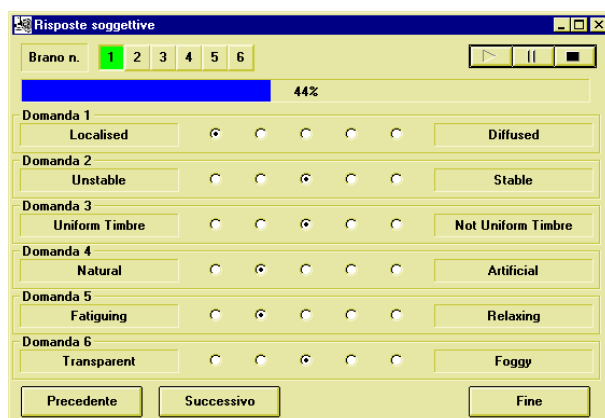 Risposte soggettive
Brano n. 1 2 3 4 5 6
44%
Domanda 1
Localised Diffused
Domanda 2
Unstable Stable
Domanda 3
Uniform Timbre Not Uniform Timbre
Domanda 4
Natural Artificial
Domanda 5
Fatiguing Relaxing
Domanda 6
Transparent Foggy
Precedente Successivo Fine